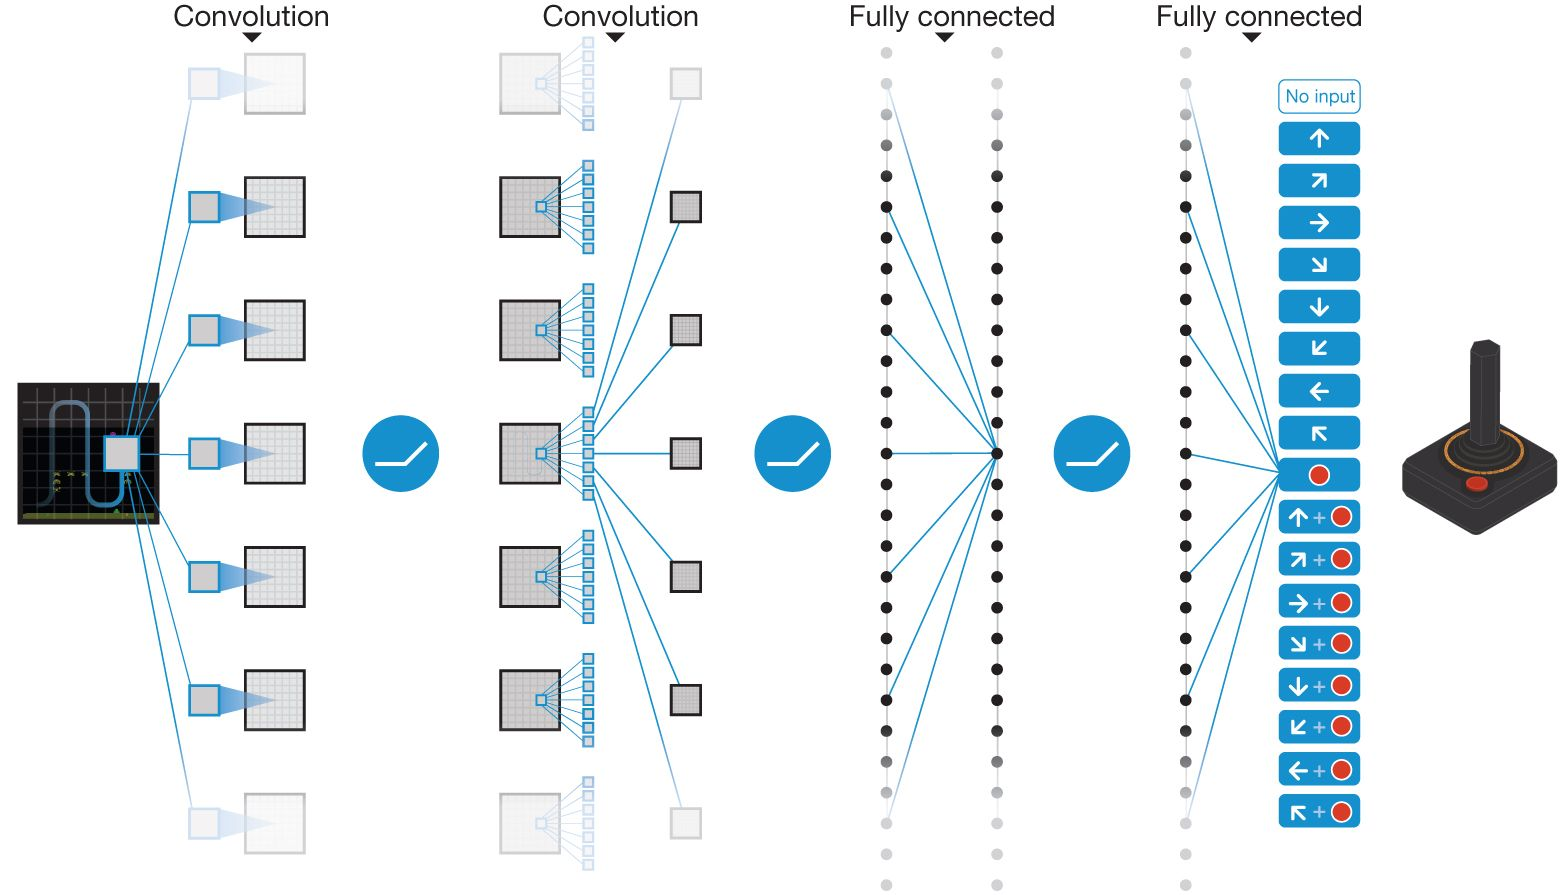 Convolution
Convolution
Fully connected
Fully connected
No input
+
+
+
+
+
+
+
+